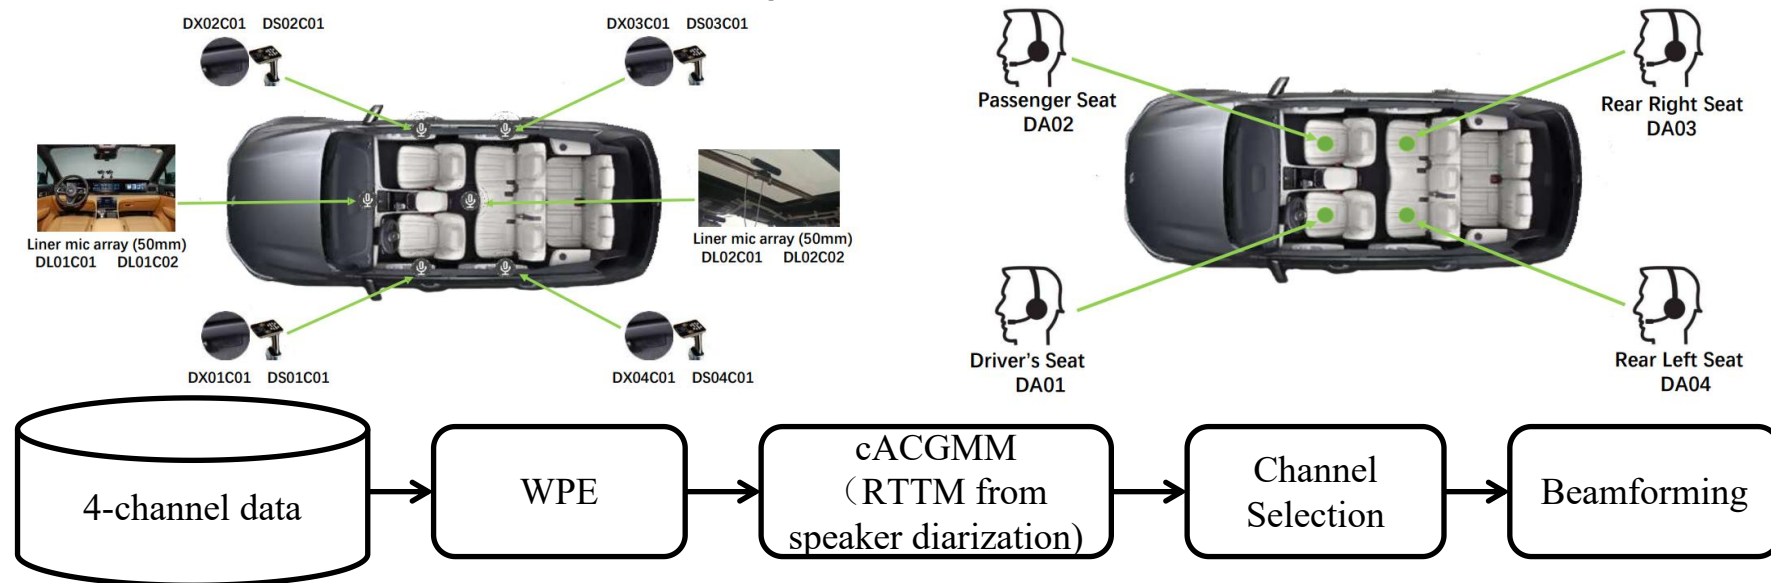 DX02C01 DS02C01
DX03C01 DS03C01
Liner mic array (50mm)
DL01C01 DL01C02
Liner mic array (50mm)
DL02C01 DL02C02
DX01C01 DS01C01
DX04C01 DS04C01
Passenger Seat
DA02
Rear Right Seat
DA03
Driver's Seat
DA01
Rear Left Seat
DA04
4-channel data
WPE
cACGMM
（RTTM from
speaker diarization)
Channel
Selection
Beamforming